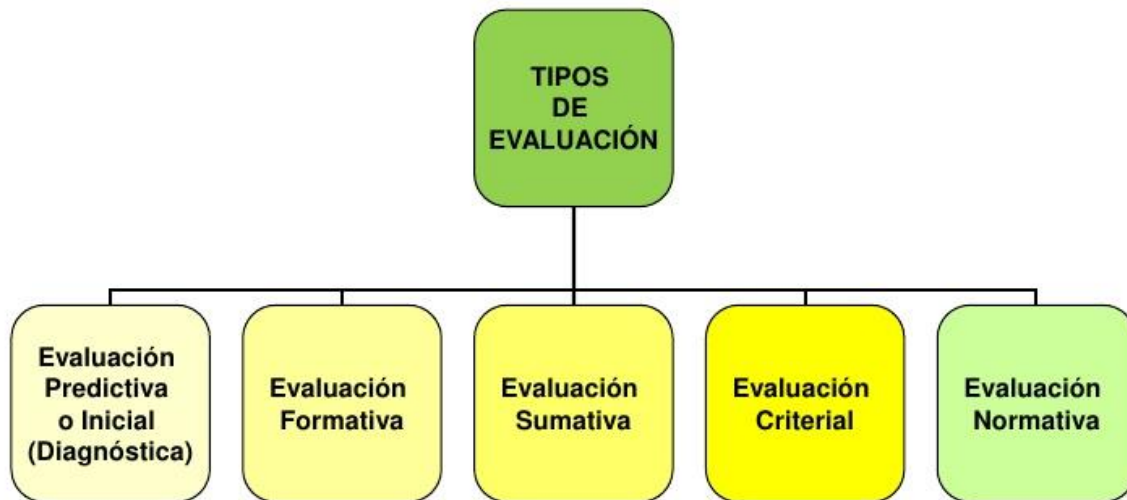 TIPOS
DE
EVALUACIÓN
Evaluación
Predictiva
o Inicial
(Diagnóstica)
Evaluación
Formativa
Evaluación
Sumativa
Evaluación
Criterial
Evaluación
Normativa